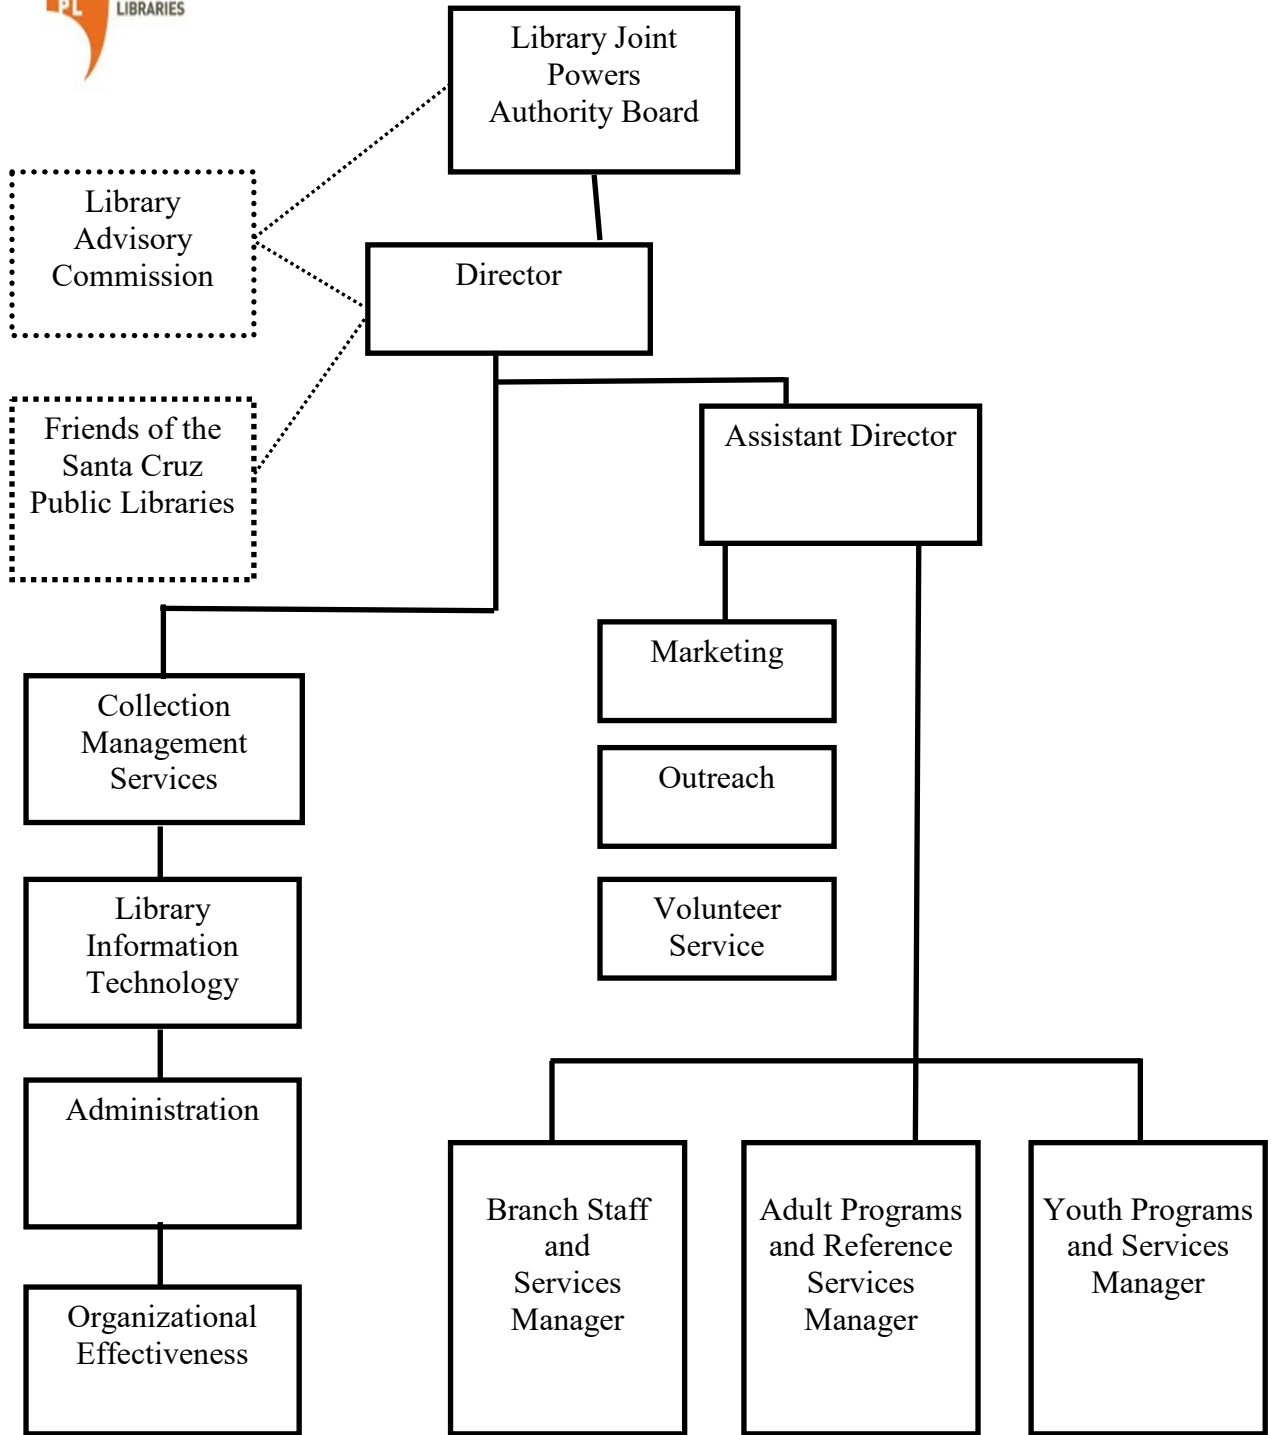 PL
LIBRARIES
Library Joint
Powers
Authority Board
Library
Advisory
Commission
Director
Friends of the
Santa Cruz
Public Libraries
Assistant Director
Marketing
Collection
Management
Services
Outreach
Library
Information
Technology
Volunteer
Service
Administration
Branch Staff
and
Services
Manager
Adult Programs
and Reference
Services
Manager
Youth Programs
and Services
Manager
Organizational
Effectiveness